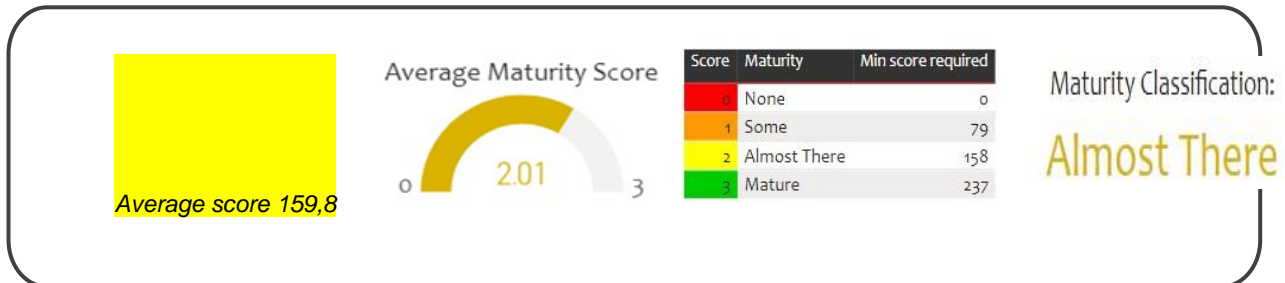 Average score 159,8
Average Maturity Score
0
2.01
3
Score Maturity Min score required
0 None 0
1 Some 79
2 Almost There 158
3 Mature 237
Maturity Classification:
Almost There